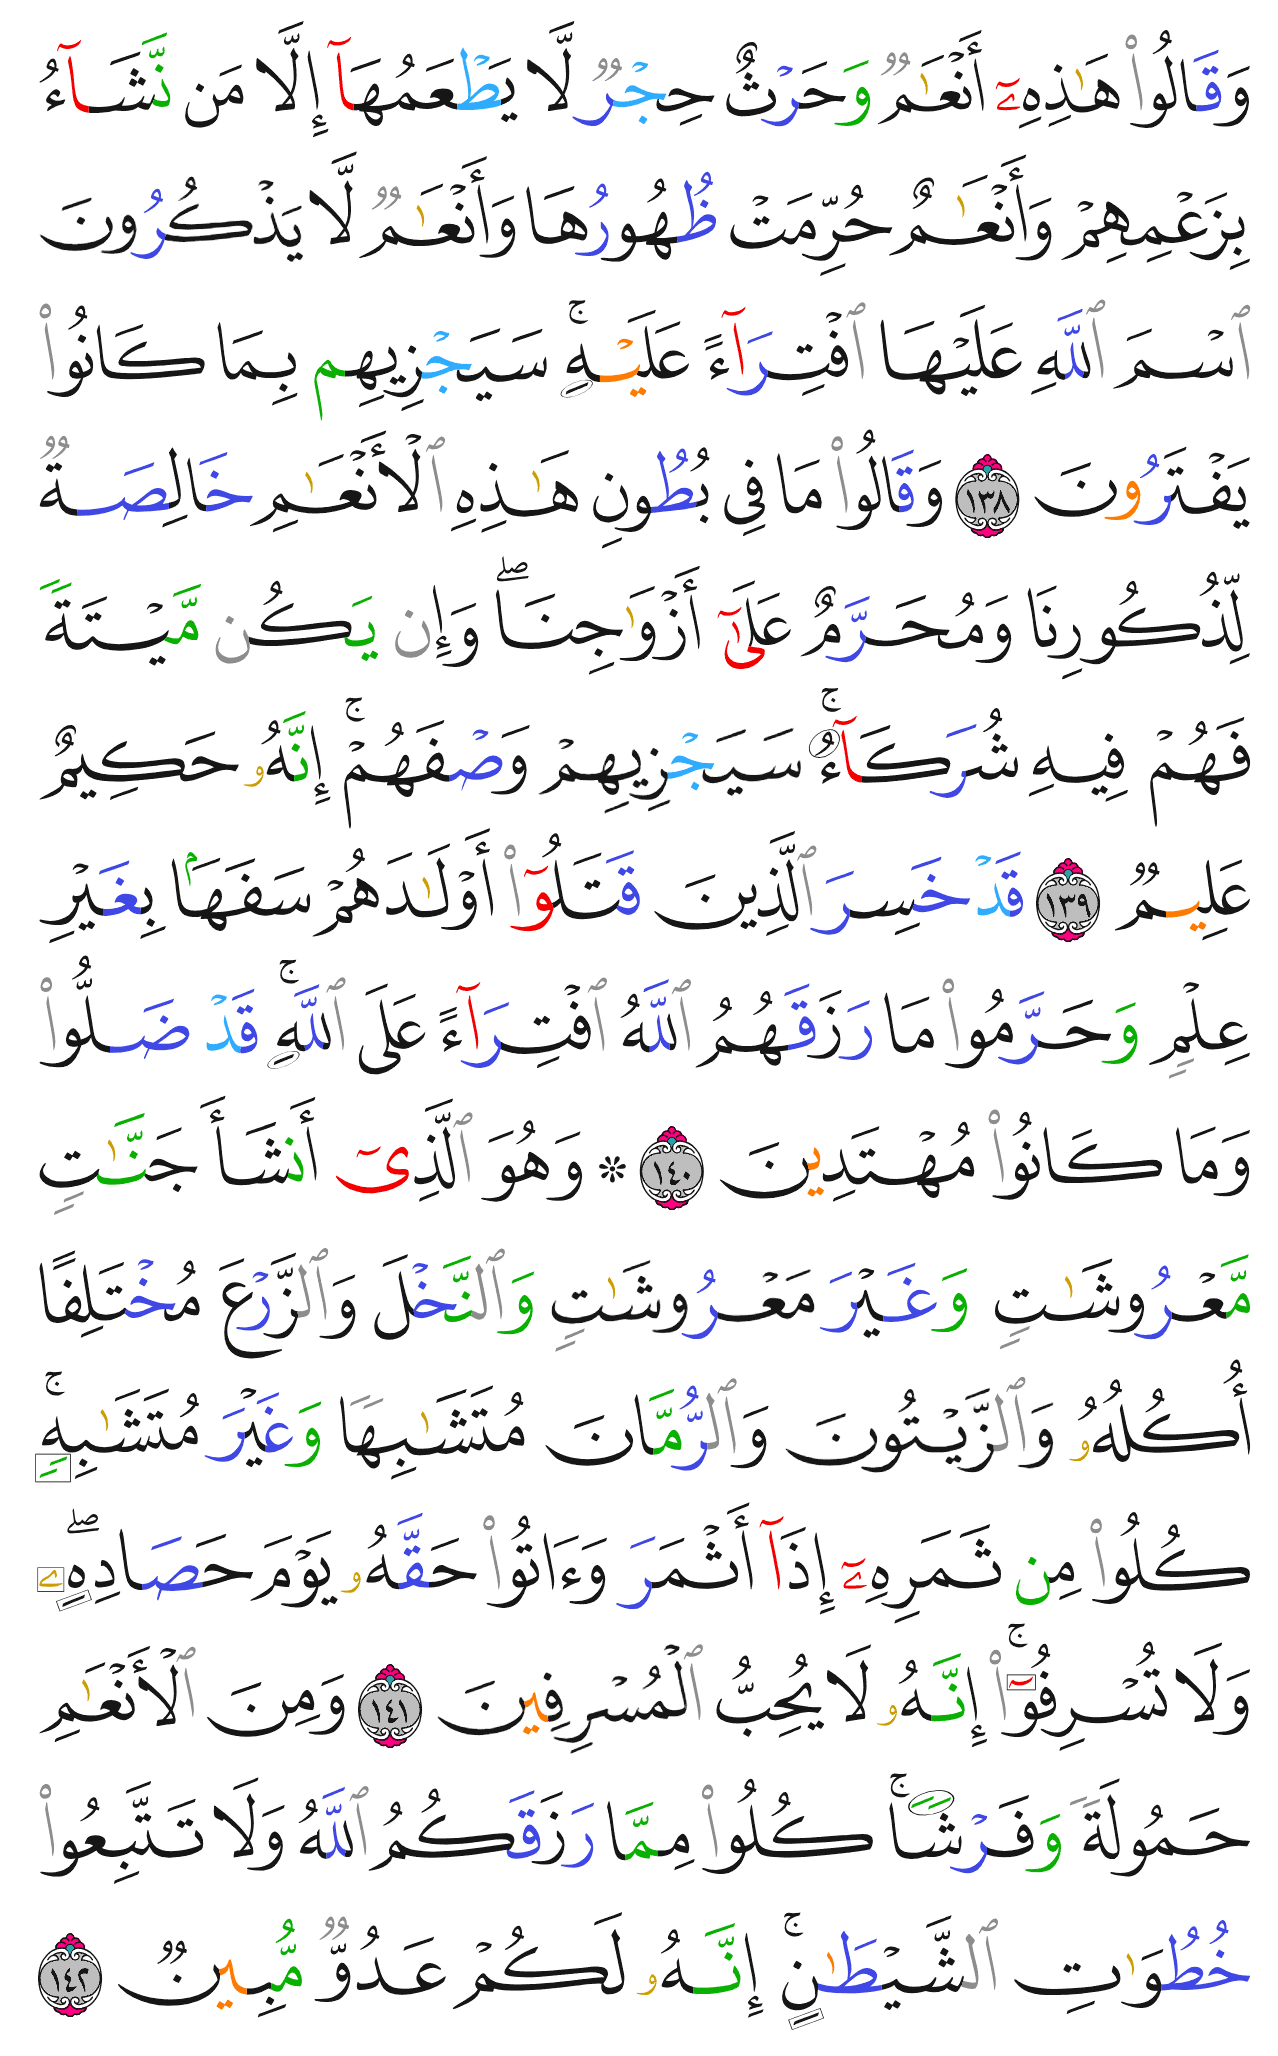 وَقَالُوا۟ هَـٰذِهِۦٓ أَنْعَـٰمٌ وَحَرْثٌ حِجْرٌ لَّا يَطْعَمُهَآ إِلَّا مَن نَّشَآءُ
بِزَعْمِهِمْ وَأَنْعَـٰمٌ حُرِّمَتْ ظُهُورُهَا وَأَنْعَـٰمٌ لَّا يَذْكُرُونَ
ٱسْمَ ٱللَّهِ عَلَيْهَا ٱفْتِرَآءً عَلَيْهِ ۚ سَيَجْزِيهِم بِمَا كَانُوا۟
يَفْتَرُونَ ١٣٨ وَقَالُوا۟ مَا فِى بُطُونِ هَـٰذِهِ ٱلْأَنْعَـٰمِ خَالِصَةٌ
لِّذُكُورِنَا وَمُحَرَّمٌ عَلَىٰٓ أَزْوَٰجِنَا ۖ وَإِن يَكُن مَّيْتَةً
فَهُمْ فِيهِ شُرَكَآءُ ۚ سَيَجْزِيهِمْ وَصْفَهُمْ ۚ إِنَّهُۥ حَكِيمٌ
عَلِيمٌ ١٣٩ قَدْ خَسِرَ ٱلَّذِينَ قَتَلُوٓا۟ أَوْلَـٰدَهُمْ سَفَهًۢا بِغَيْرِ
عِلْمٍ وَحَرَّمُوا۟ مَا رَزَقَهُمُ ٱللَّهُ ٱفْتِرَآءً عَلَى ٱللَّهِ ۚ قَدْ ضَلُّوا۟
وَمَا كَانُوا۟ مُهْتَدِينَ ١٤٠ ۞ وَهُوَ ٱلَّذِىٓ أَنشَأَ جَنَّـٰتٍ
مَّعْرُوشَـٰتٍ وَغَيْرَ مَعْرُوشَـٰتٍ وَٱلنَّخْلَ وَٱلزَّرْعَ مُخْتَلِفًا
أُكُلُهُۥ وَٱلزَّيْتُونَ وَٱلرُّمَّانَ مُتَشَـٰبِهًا وَغَيْرَ مُتَشَـٰبِهٍ ۚ
كُلُوا۟ مِن ثَمَرِهِۦٓ إِذَآ أَثْمَرَ وَءَاتُوا۟ حَقَّهُۥ يَوْمَ حَصَادِهِۦ ۖ
وَلَا تُسْرِفُوٓا۟ ۚ إِنَّهُۥ لَا يُحِبُّ ٱلْمُسْرِفِينَ ١٤١ وَمِنَ ٱلْأَنْعَـٰمِ
حَمُولَةً وَفَرْشًا ۚ كُلُوا۟ مِمَّا رَزَقَكُمُ ٱللَّهُ وَلَا تَتَّبِعُوا۟
خُطُوَٰتِ ٱلشَّيْطَـٰنِ ۚ إِنَّهُۥ لَكُمْ عَدُوٌّ مُّبِينٌ ١٤٢